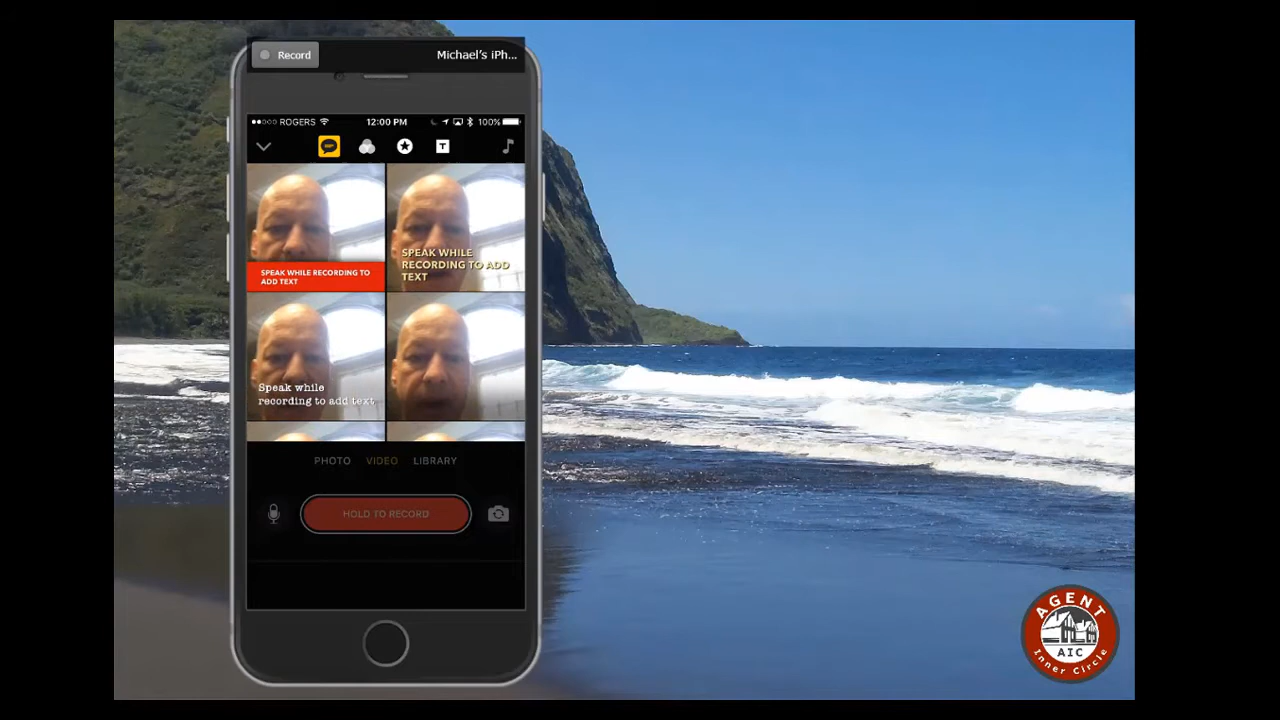 Record
Michael's iPh...
ROGERS
12:00 PM
100%
T
SPEAK WHILE RECORDING TO
ADD TEXT
SPEAK WHILE
RECORDING TO ADD
TEXT
Speak while
recording to add text
PHOTO
VIDEO
LIBRARY
HOLD TO RECORD
AGENT
AIC
Inner Circle